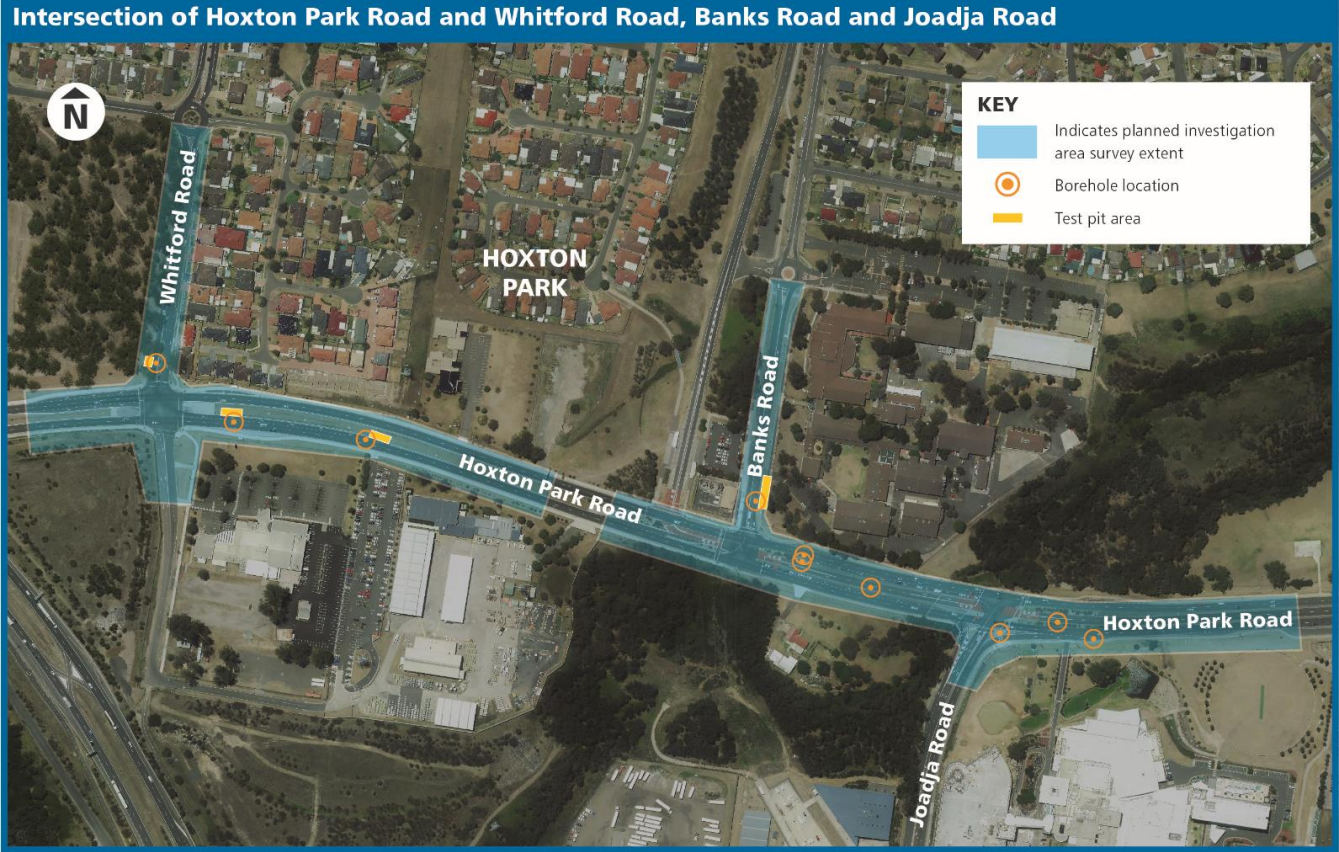 Intersection of Hoxton Park Road and Whitford Road, Banks Road and Joadja Road
N
KEY
Indicates planned investigation
area survey extent
Borehole location
Test pit area
Whitford Road
HOXTON
PARK
Banks Road
Hoxton Park Road
Hoxton Park Road
Joadja Road